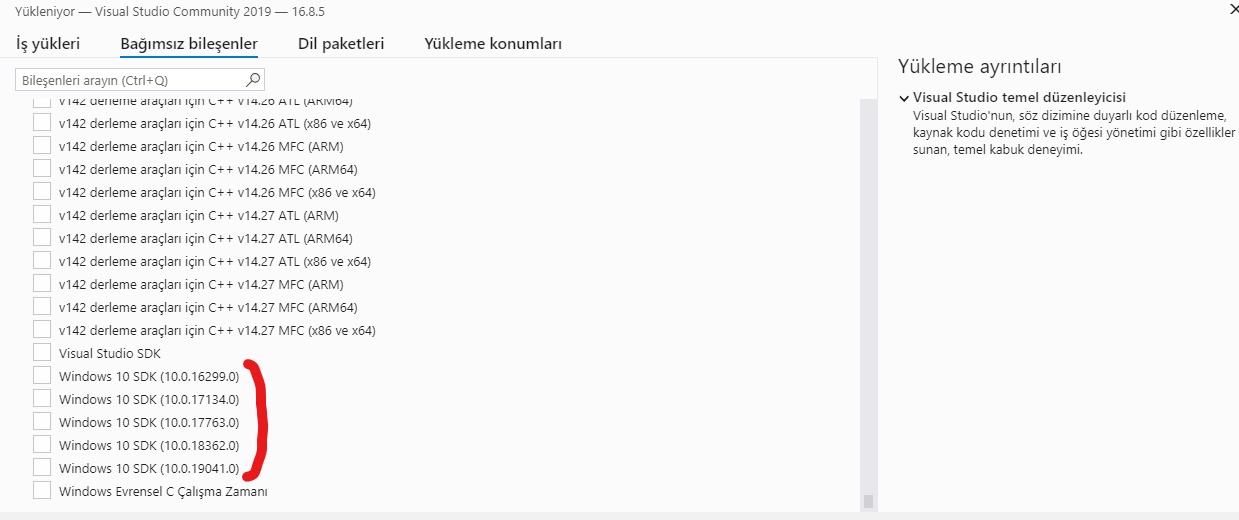 Yükleniyor — Visual Studio Community 2019 — 16.8.5
İş yükleri Bağımsız bileşenler Dil paketleri Yükleme konumları
Bileşenleri arayın (Ctrl+Q)
v142 derleme araçları için C++ v14.26 ATL (ARM64)
v142 derleme araçları için C++ v14.26 ATL (x86 ve x64)
v142 derleme araçları için C++ v14.26 MFC (ARM)
v142 derleme araçları için C++ v14.26 MFC (ARM64)
v142 derleme araçları için C++ v14.26 MFC (x86 ve x64)
v142 derleme araçları için C++ v14.27 ATL (ARM)
v142 derleme araçları için C++ v14.27 ATL (ARM64)
v142 derleme araçları için C++ v14.27 ATL (x86 ve x64)
v142 derleme araçları için C++ v14.27 MFC (ARM)
v142 derleme araçları için C++ v14.27 MFC (ARM64)
v142 derleme araçları için C++ v14.27 MFC (x86 ve x64)
Visual Studio SDK
Windows 10 SDK (10.0.16299.0)
Windows 10 SDK (10.0.17134.0)
Windows 10 SDK (10.0.17763.0)
Windows 10 SDK (10.0.18362.0)
Windows 10 SDK (10.0.19041.0)
Windows Evrensel C Çalışma Zamanı
Yükleme ayrıntıları
Visual Studio temel düzenleyicisi
Visual Studio'nun, söz dizimine duyarlı kod düzenleme,
kaynak kodu denetimi ve iş öğesi yönetimi gibi özellikler
sunan, temel kabuk deneyimi.